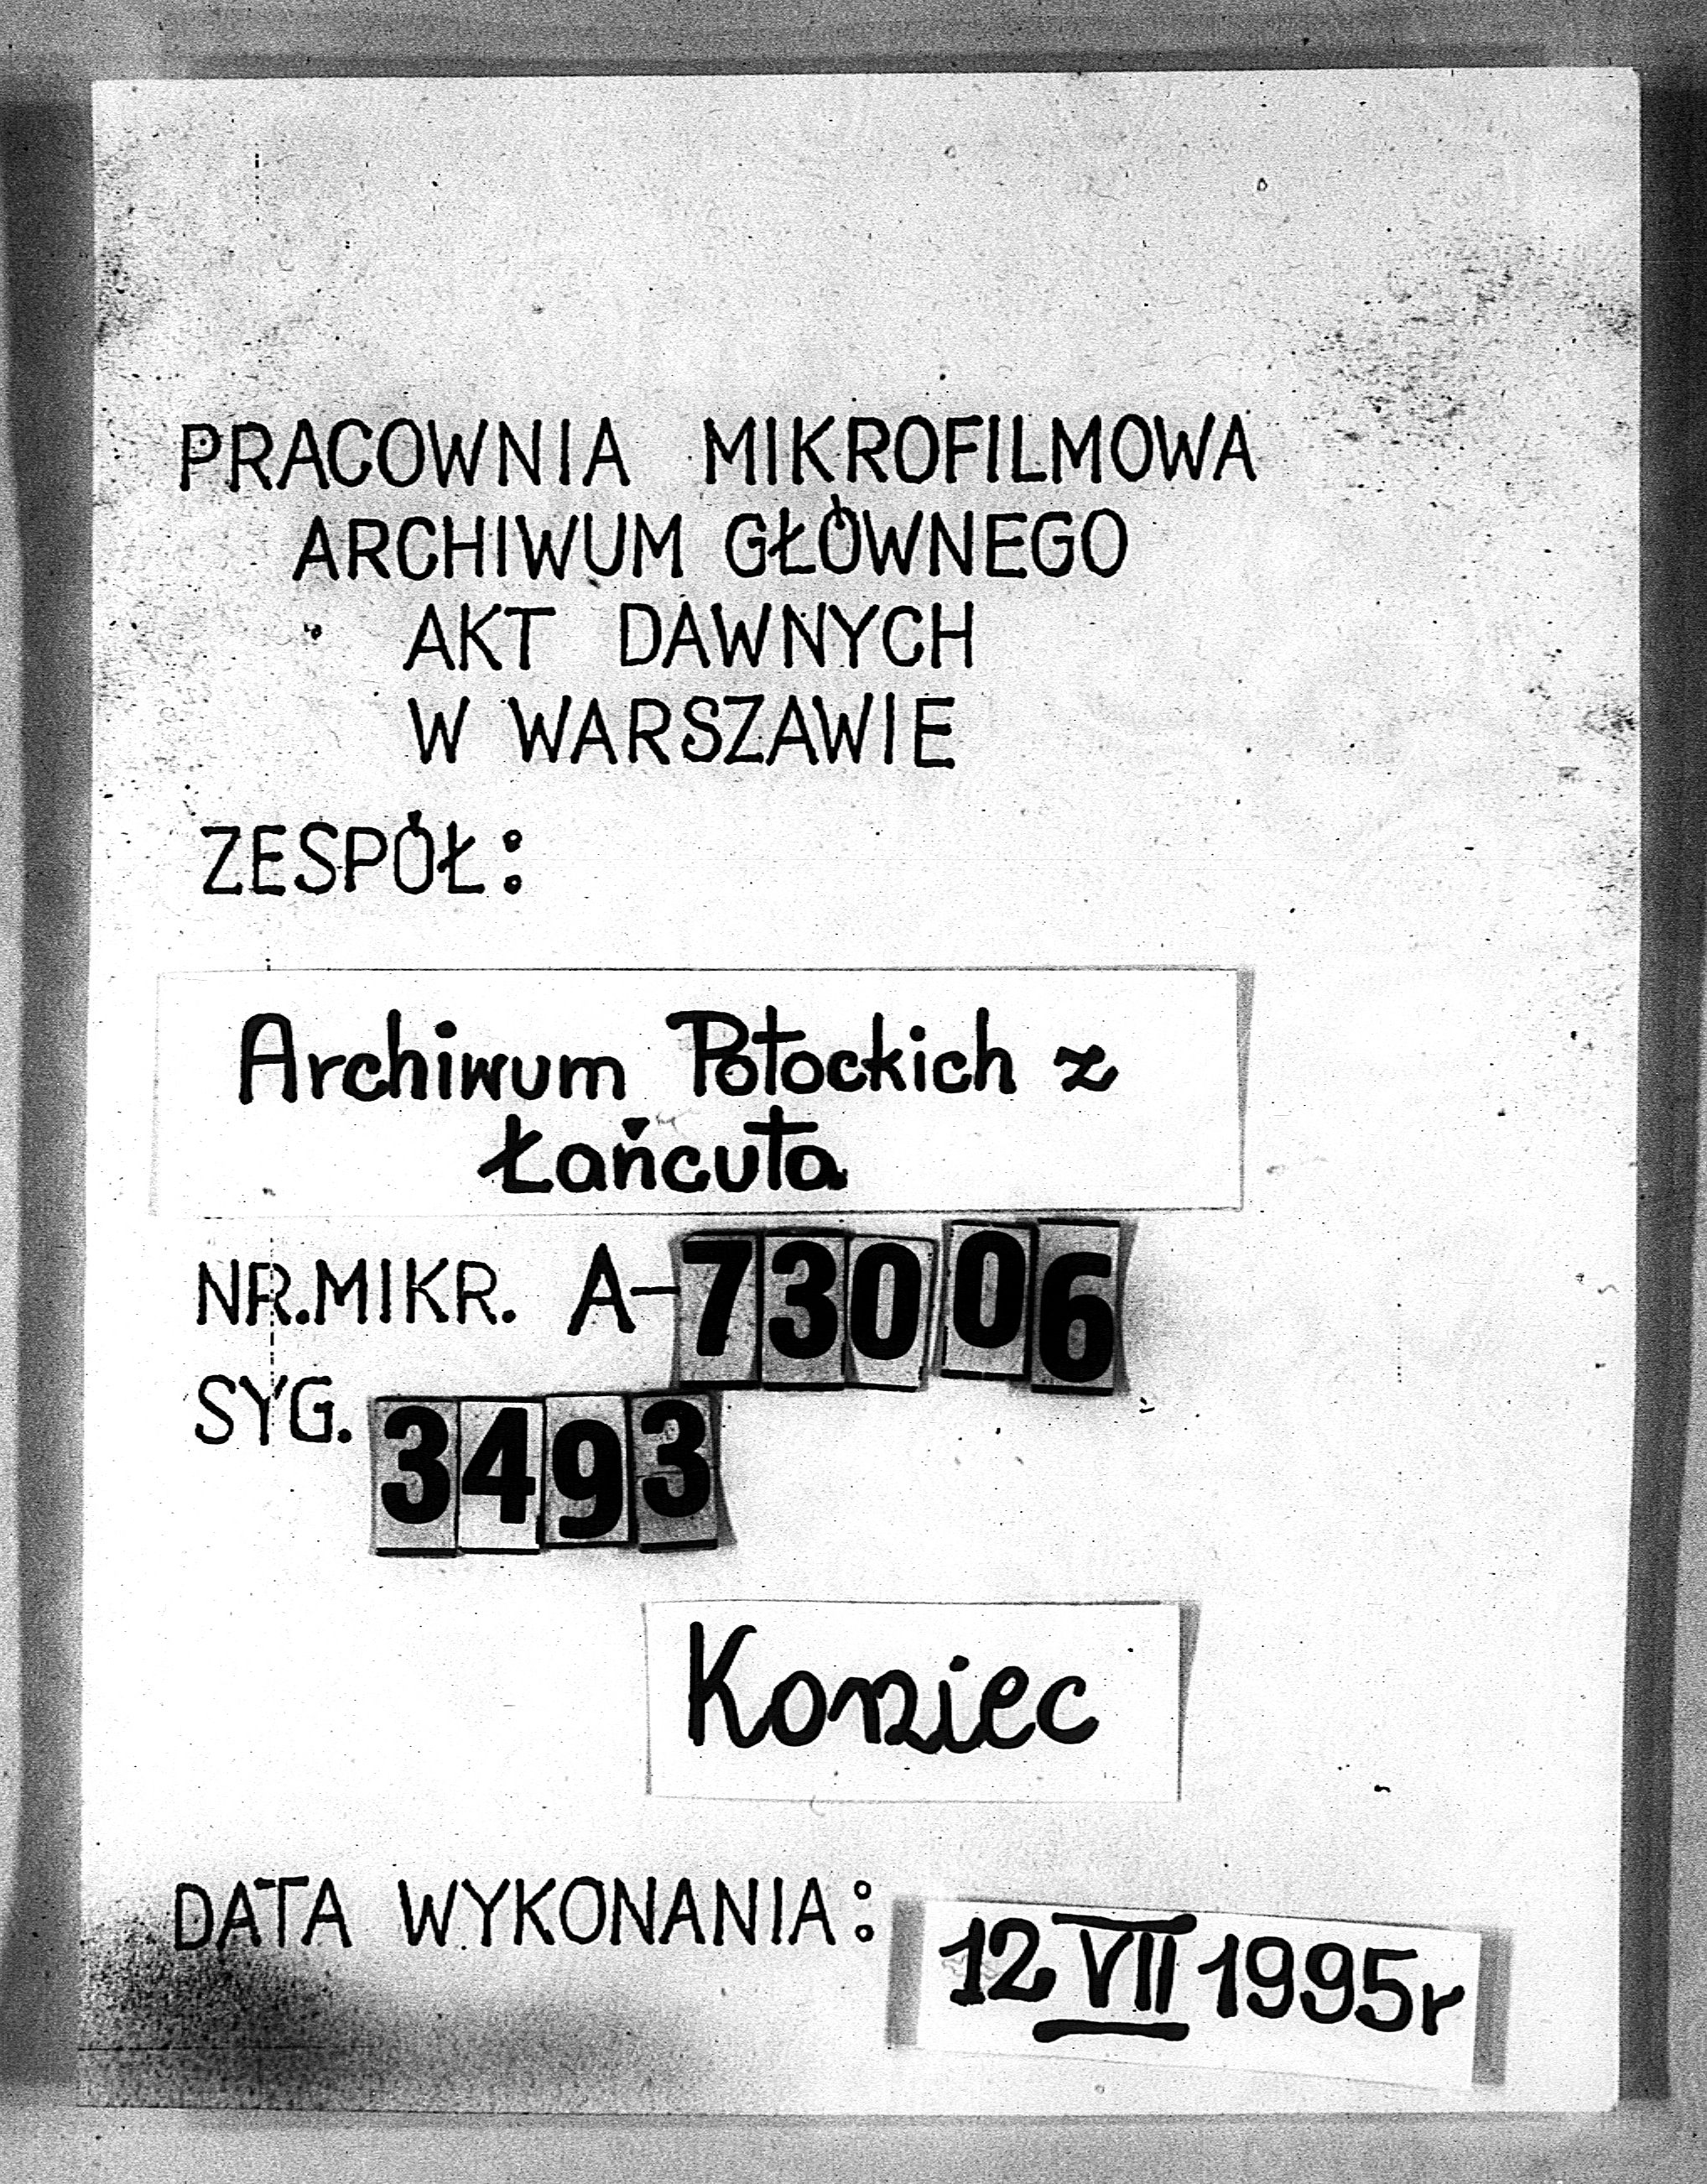 PRACOWNIA MIKROFILMOWA
ARCHIWUM GŁÓWNEGO
AKT DAWNYCH
W WARSZAWIE
ZESPÓŁ:
Archiwum Potockich z
Łańcuta
NR.MIKR. A-73006
SYG. 3493
Koniec
DATA WYKONANIA: 12 VII 1995r